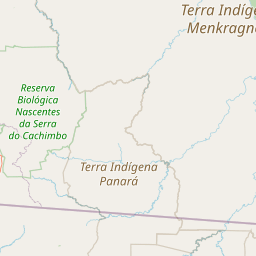 Terra Indíge
Menkragno
Reserva
Biológica
Nascentes
da Serra
do Cachimbo
Terra Indígena
Panará